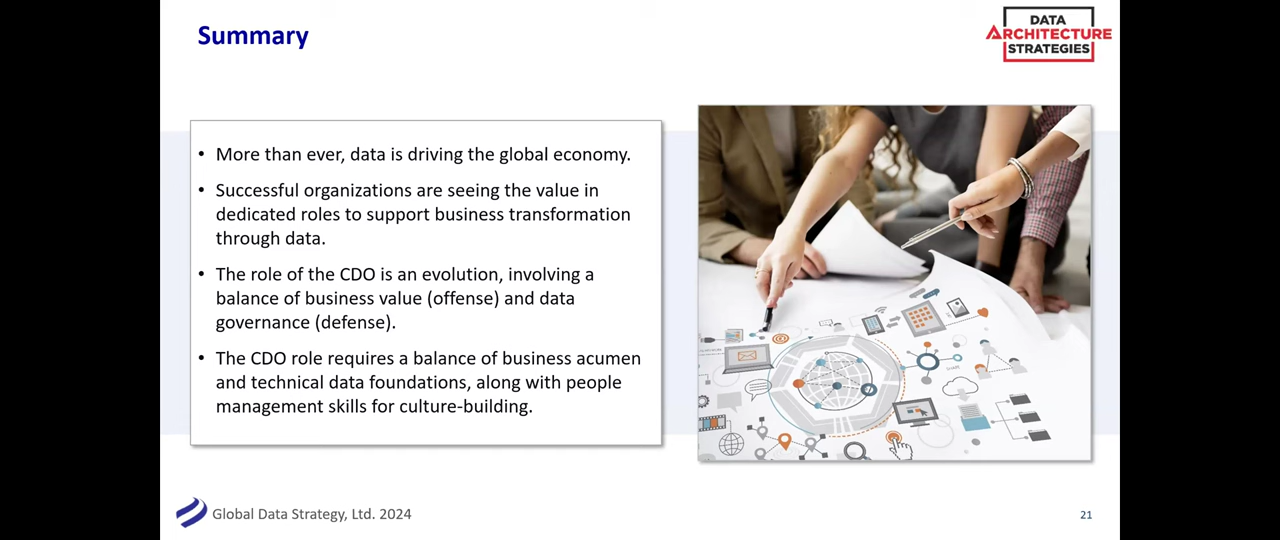 Summary
DATA
ARCHITECTURE
STRATEGIES
• More than ever, data is driving the global economy.
• Successful organizations are seeing the value in
dedicated roles to support business transformation
through data.
• The role of the CDO is an evolution, involving a
balance of business value (offense) and data
governance (defense).
• The CDO role requires a balance of business acumen
and technical data foundations, along with people
management skills for culture-building.
Global Data Strategy, Ltd. 2024
21